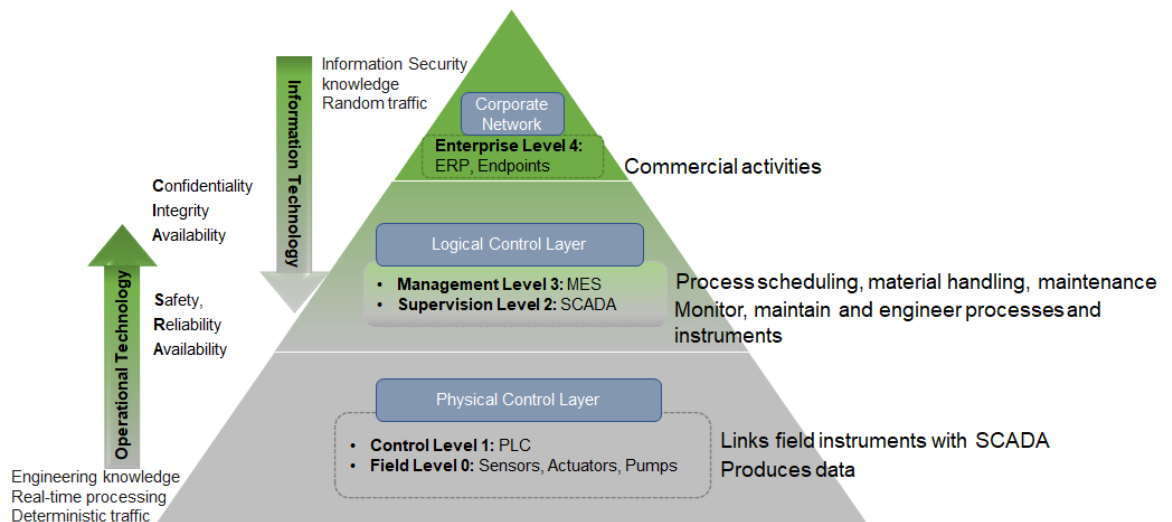 Information Security
knowledge
Random traffic
Information Technology
Corporate
Network
Enterprise Level 4:
ERP, Endpoints
Commercial activities
Confidentiality
Integrity
Availability
Logical Control Layer
• Management Level 3: MES
• Supervision Level 2: SCADA
Process scheduling, material handling, maintenance
Monitor, maintain and engineer processes and
instruments
Safety,
Reliability
Availability
Operational Technology
Physical Control Layer
• Control Level 1: PLC
• Field Level 0: Sensors, Actuators, Pumps
Links field instruments with SCADA
Produces data
Engineering knowledge
Real-time processing
Deterministic traffic